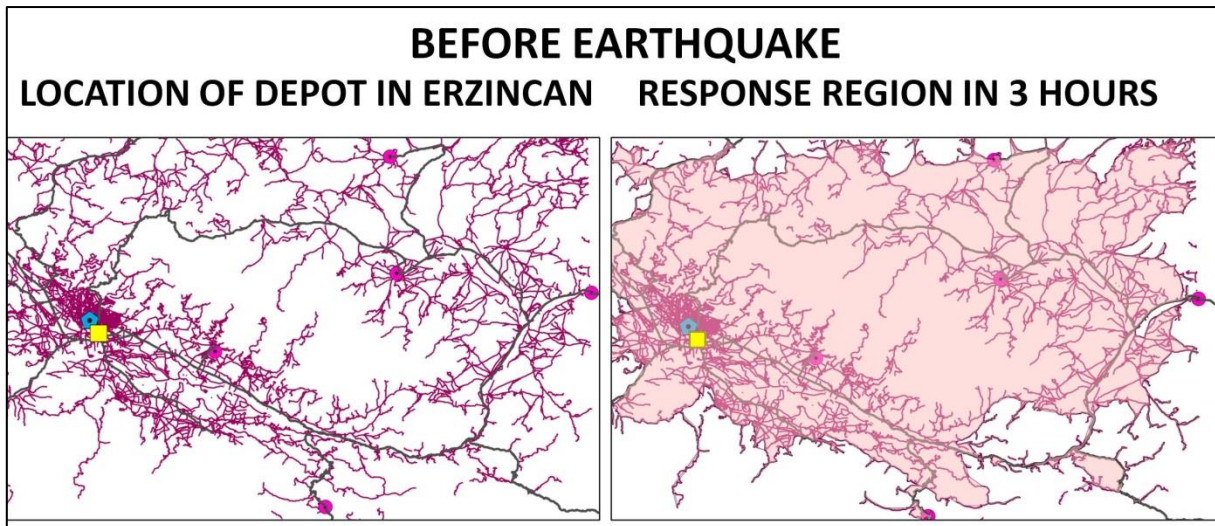 BEFORE EARTHQUAKE
LOCATION OF DEPOT IN ERZINCAN
RESPONSE REGION IN 3 HOURS